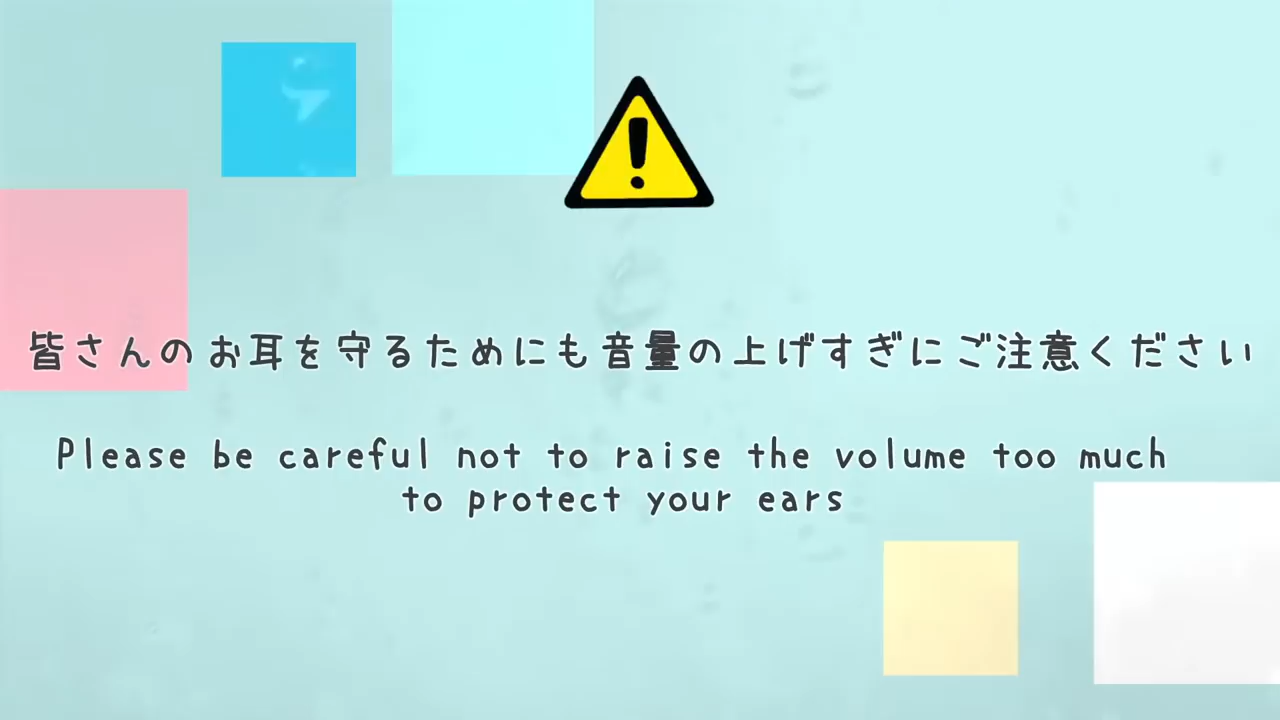 皆さんのお耳を守るためにも音量の上げすぎにご注意ください
Please be careful not to raise the volume too much
to protect your ears